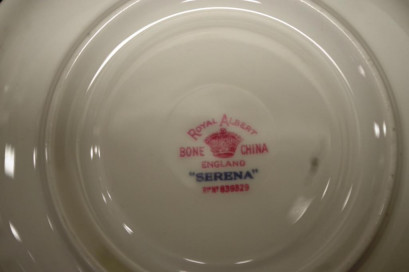 ROYAL ALBERT
BONE CHINA
ENGLAND
"SERENA"